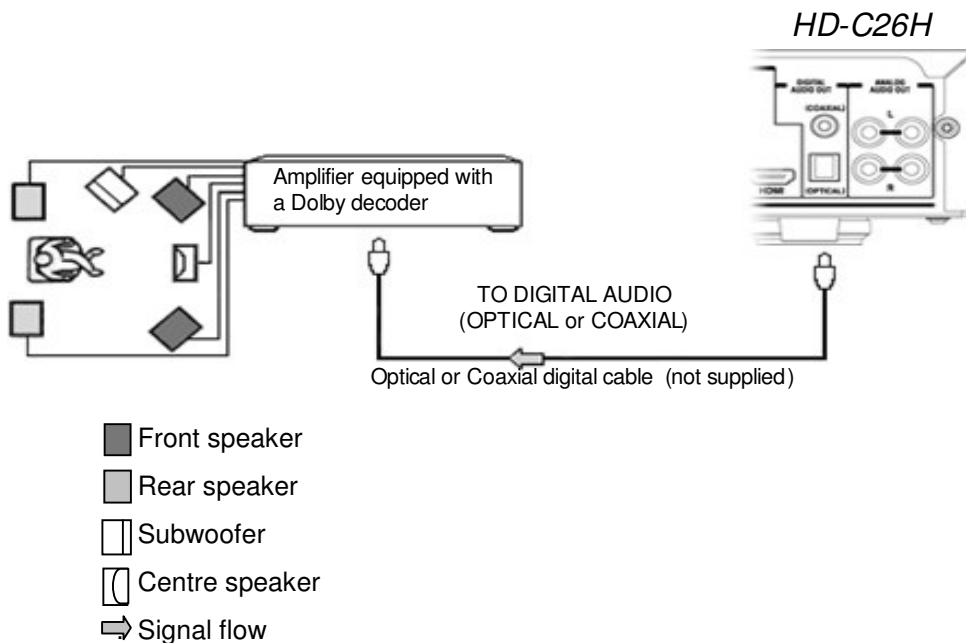 HD-C26H
DIGITAL
AUDIO OUT
ANALOG
AUDIO OUT
(COAXIAL)
L
HDMI
(OPTICAL)
R
Amplifier equipped with
a Dolby decoder
TO DIGITAL AUDIO
(OPTICAL or COAXIAL)
Optical or Coaxial digital cable (not supplied)
Front speaker
Rear speaker
Subwoofer
Centre speaker
Signal flow